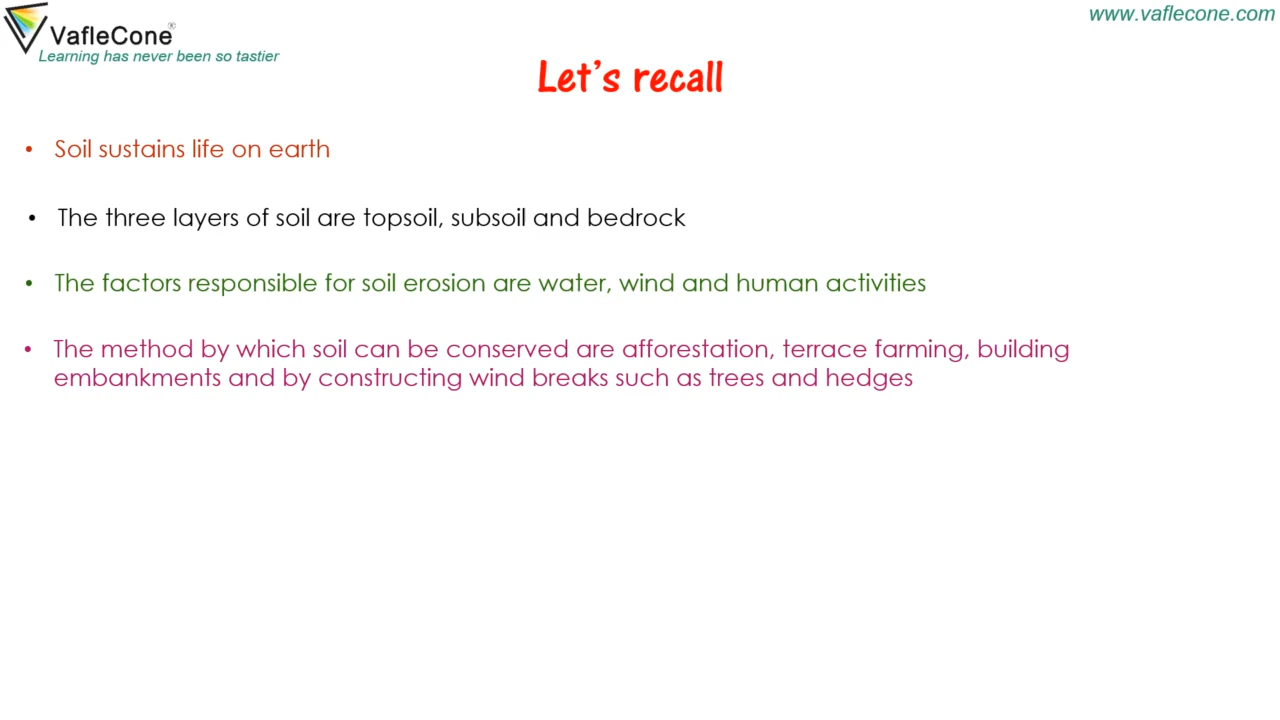 VafleCone®
Learning has never been so tastier
www.vaflecone.com
Let's recall
• Soil sustains life on earth
• The three layers of soil are topsoil, subsoil and bedrock
• The factors responsible for soil erosion are water, wind and human activities
• The method by which soil can be conserved are afforestation, terrace farming, building
embankments and by constructing wind breaks such as trees and hedges